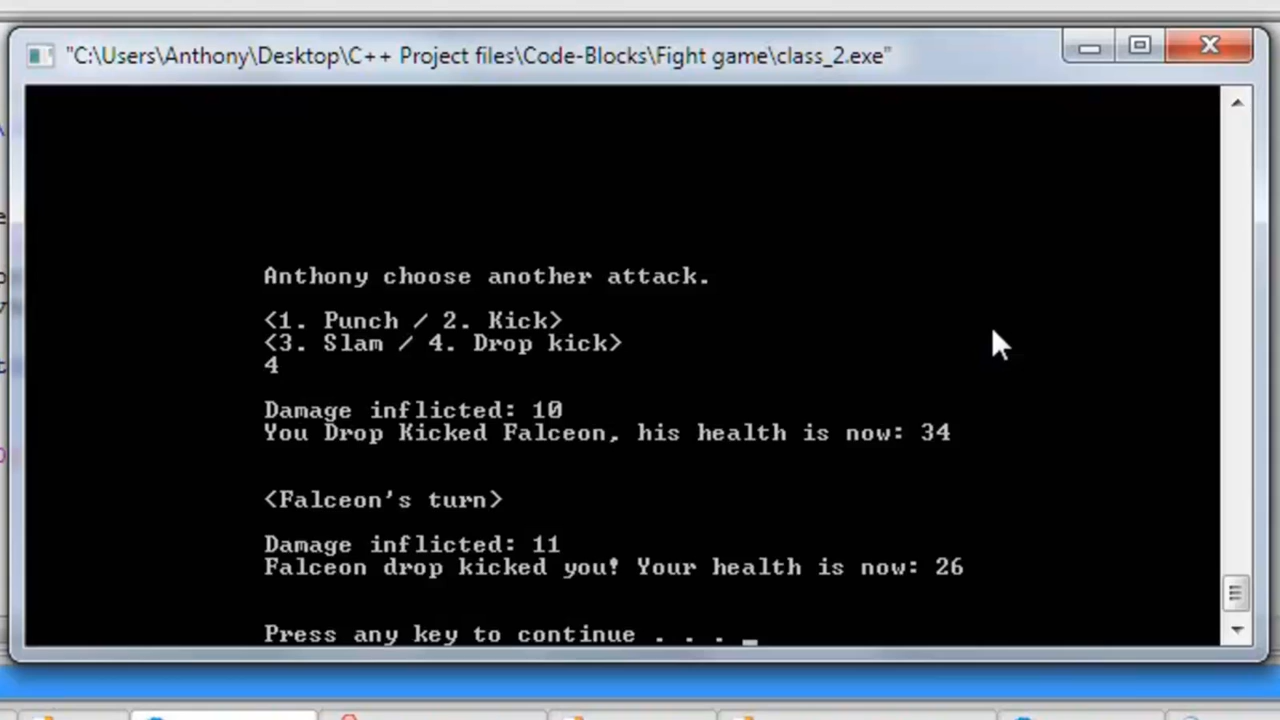 "C:\Users\Anthony\Desktop\C++ Project files\Code-Blocks\Fight game\class_2.exe"
Anthony choose another attack.
<1. Punch / 2. Kick>
<3. Slam / 4. Drop kick>
4
Damage inflicted: 10
You Drop Kicked Falceon, his health is now: 34
<Falceon's turn>
Damage inflicted: 11
Falceon drop kicked you! Your health is now: 26
Press any key to continue . . . _